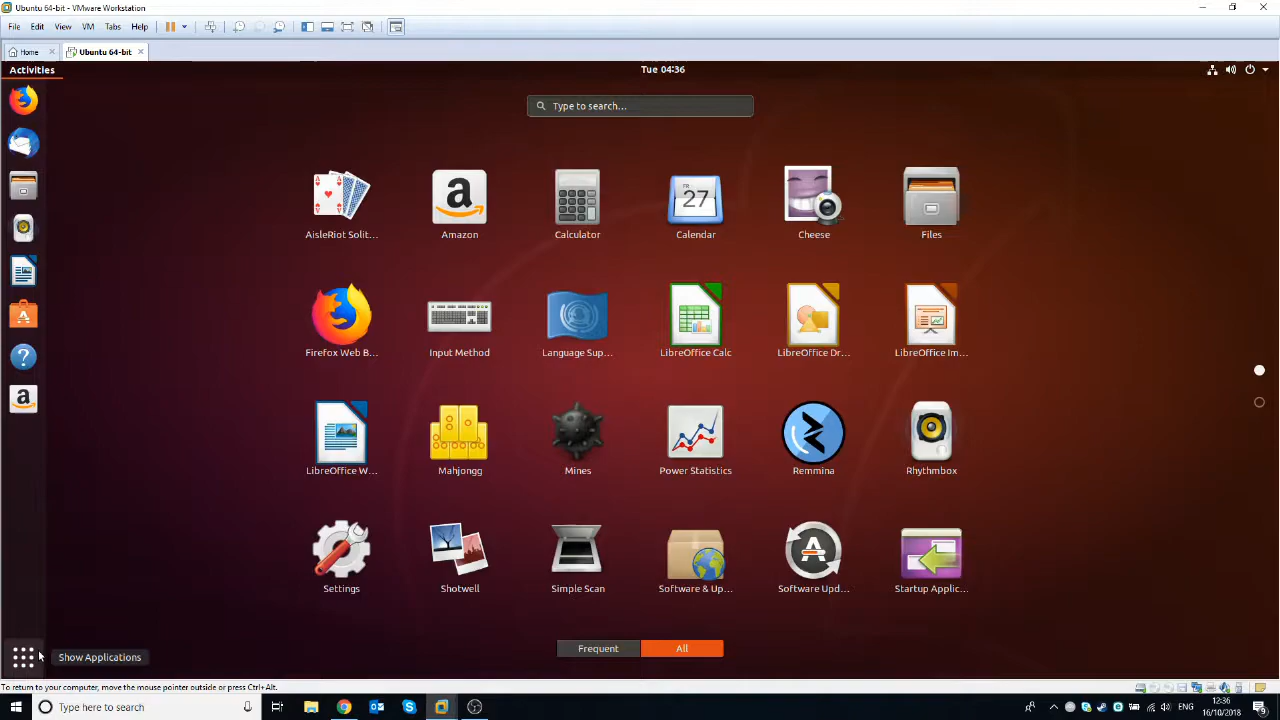 Ubuntu 64-bit - VMware Workstation
File Edit View VM Tabs Help
Home Ubuntu 64-bit
Activities Tue 04:36
Type to search...
AisleRiot Solit... Amazon Calculator Calendar Cheese Files
Firefox Web B... Input Method Language Sup... LibreOffice Calc LibreOffice Dr... LibreOffice Im...
LibreOffice W... Mahjongg Mines Power Statistics Remmina Rhythmbox
Settings Shotwell Simple Scan Software & Up... Software Upd... Startup Applic...
Frequent All
Show Applications
To return to your computer, move the mouse pointer outside or press Ctrl+Alt.
Type here to search
ENG
12:36
16/10/2018